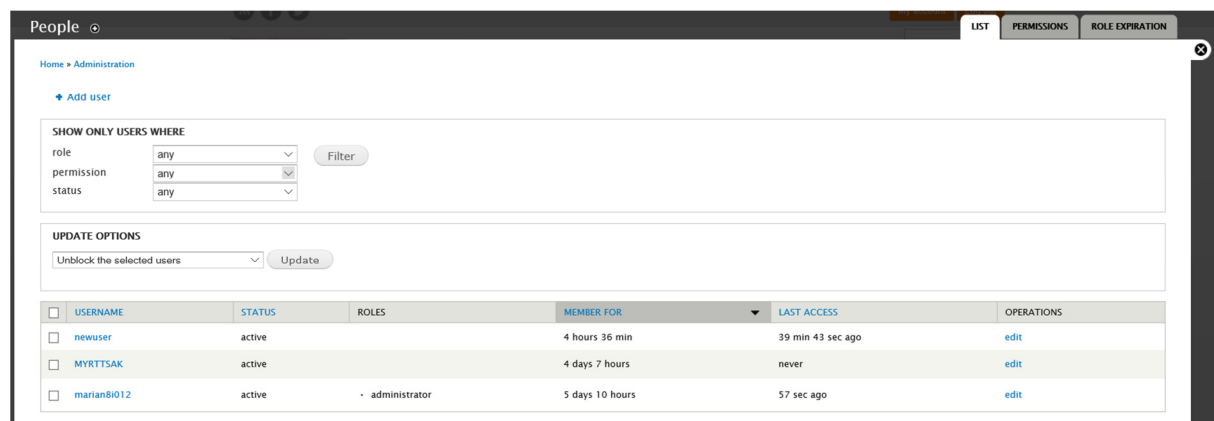 People
LIST PERMISSIONS ROLE EXPIRATION
Home » Administration
Add user
SHOW ONLY USERS WHERE
role any Filter
permission any
status any
UPDATE OPTIONS
Unblock the selected users Update
USERNAME STATUS ROLES MEMBER FOR LAST ACCESS OPERATIONS
newuser active 4 hours 36 min 39 min 43 sec ago edit
MYRTTSAK active 4 days 7 hours never edit
marian8i012 active administrator 5 days 10 hours 57 sec ago edit